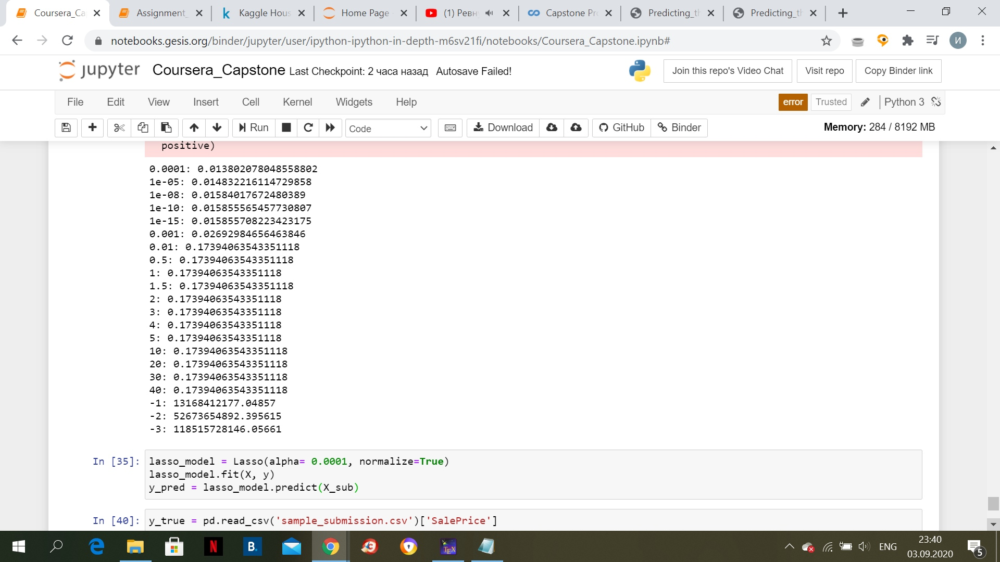 Coursera_Ca
Assignment_
Kaggle Hous
Home Page
(1) Ревн
Capstone Pr
Predicting_th
Predicting_th
notebooks.gesis.org/binder/jupyter/user/ipython-ipython-in-depth-m6sv21fi/notebooks/Coursera_Capstone.ipynb#
И
jupyter Coursera_Capstone Last Checkpoint: 2 часа назад Autosave Failed!
Join this repo's Video Chat
Visit repo
Copy Binder link
File Edit View Insert Cell Kernel Widgets Help
error Trusted Python 3
Run Code Download GitHub Binder Memory: 284 / 8192 MB
positive)
0.0001: 0.013802078048558802
1e-05: 0.014832216114729858
1e-08: 0.01584017672480389
1e-10: 0.015855565457730807
1e-15: 0.015855708223423175
0.001: 0.02692984656463846
0.01: 0.17394063543351118
0.5: 0.17394063543351118
1: 0.17394063543351118
1.5: 0.17394063543351118
2: 0.17394063543351118
3: 0.17394063543351118
4: 0.17394063543351118
5: 0.17394063543351118
10: 0.17394063543351118
20: 0.17394063543351118
30: 0.17394063543351118
40: 0.17394063543351118
-1: 13168412177.04857
-2: 52673654892.395615
-3: 118515728146.05661
In [35]: lasso_model = Lasso(alpha= 0.0001, normalize=True)
lasso_model.fit(X, y)
y_pred = lasso_model.predict(X_sub)
In [40]: y_true = pd.read_csv('sample_submission.csv')['SalePrice']
N
B.
TEX
ENG
23:40
03.09.2020
5